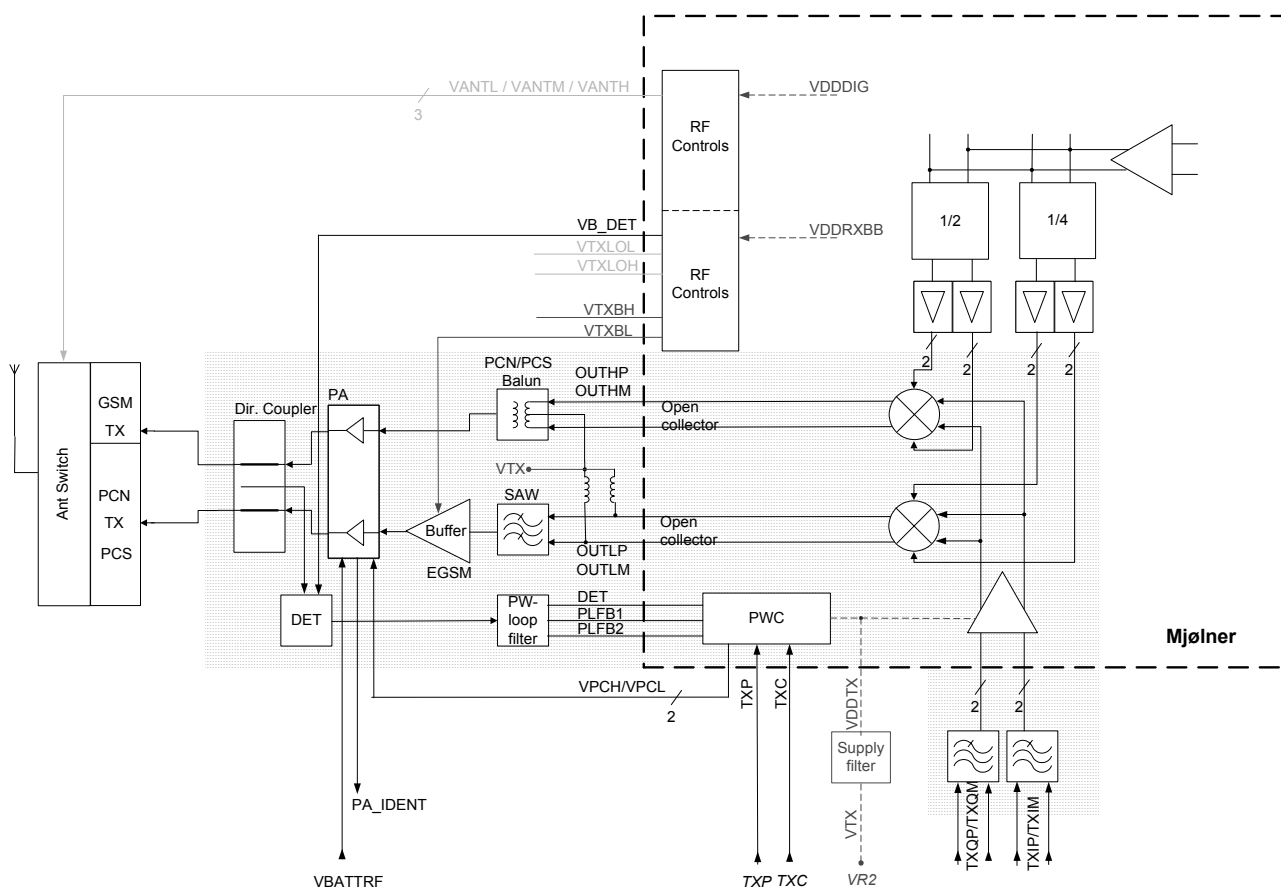 VANTL / VANTM / VANTH
3
RF
Controls
VDDDIG
1/2
1/4
VB_DET
VTXLOL
VTXLOH
VDDRXBB
RF
Controls
VTXBH
VTXBL
2
2
2
2
PCN/PCS
Balun
OUTHP
OUTHM
Open
collector
GSM
TX
Dir. Coupler
PA
Ant Switch
PCN
TX
PCS
VTX
SAW
Buffer
EGSM
Open
collector
OUTLP
OUTLM
DET
PW-
loop
filter
DET
PLFB1
PLFB2
PWC
Mjølner
VPCH/VPCL
2
TXP
TXC
VDDTX
2
2
Supply
filter
VTX
PA_IDENT
TXQP/TXQM
TXIP/TXIM
VBATTRF
TXP
TXC
VR2